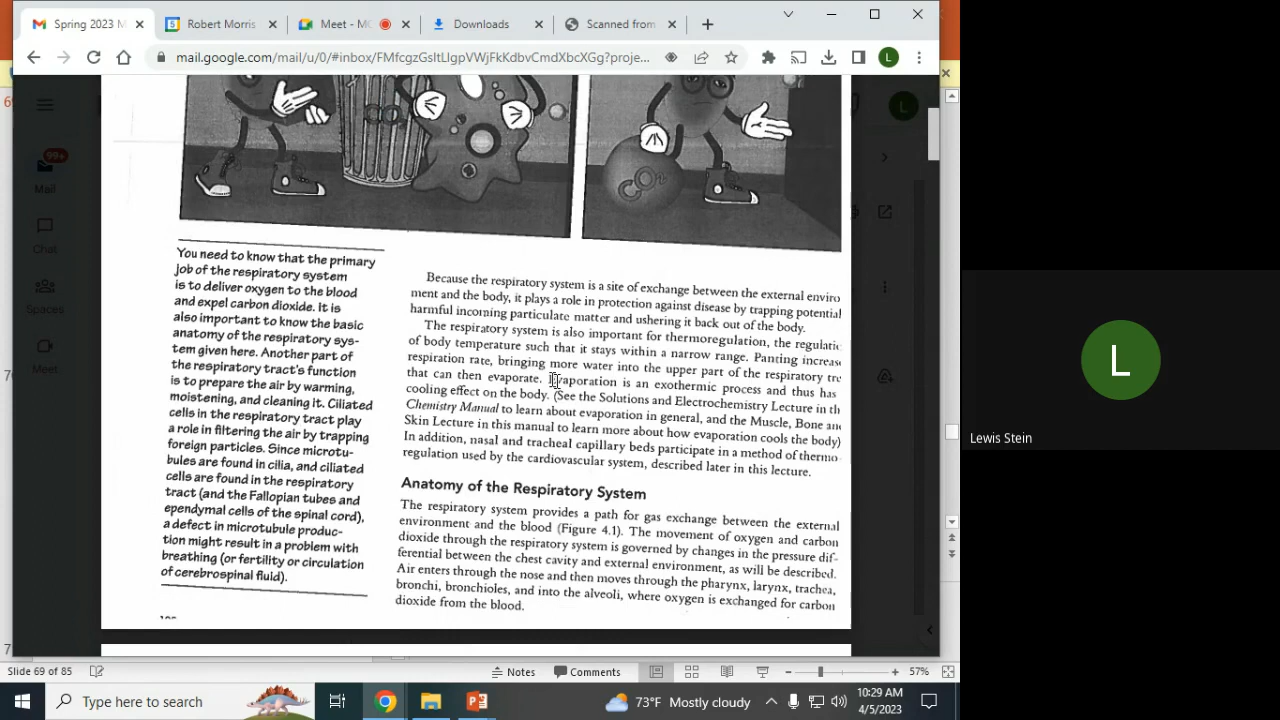 Spring 2023 M
Robert Morris
Meet - MC
Downloads
Scanned from
mail.google.com/mail/u/0/#inbox/FMfcgzGsltLlgpVWjFkKdbvCmdXbcXGg?proje...
L
L
99+
Mail
Chat
Spaces
Meet
You need to know that the primary
job of the respiratory system
is to deliver oxygen to the blood
and expel carbon dioxide. It is
also important to know the basic
anatomy of the respiratory sys-
tem given here. Another part of
the respiratory tract's function
is to prepare the air by warming,
moistening, and cleaning it. Ciliated
cells in the respiratory tract play
a role in filtering the air by trapping
foreign particles. Since microtu-
bules are found in cilia, and ciliated
cells are found in the respiratory
tract (and the Fallopian tubes and
ependymal cells of the spinal cord),
a defect in microtubule produc-
tion might result in a problem with
breathing (or fertility or circulation
of cerebrospinal fluid).
Because the respiratory system is a site of exchange between the external enviro
ment and the body, it plays a role in protection against disease by trapping potential
harmful incoming particulate matter and ushering it back out of the body.
The respiratory system is also important for thermoregulation, the regulatio
of body temperature such that it stays within a narrow range. Panting increas
respiration rate, bringing more water into the upper part of the respiratory tra
that can then evaporate. Evaporation is an exothermic process and thus has
cooling effect on the body. (See the Solutions and Electrochemistry Lecture in th
Chemistry Manual to learn about evaporation in general, and the Muscle, Bone and
Skin Lecture in this manual to learn more about how evaporation cools the body)
In addition, nasal and tracheal capillary beds participate in a method of thermo
regulation used by the cardiovascular system, described later in this lecture.
Anatomy of the Respiratory System
The respiratory system provides a path for gas exchange between the external
environment and the blood (Figure 4.1). The movement of oxygen and carbon
dioxide through the respiratory system is governed by changes in the pressure dif-
ferential between the chest cavity and external environment, as will be described.
Air enters through the nose and then moves through the pharynx, larynx, trachea,
bronchi, bronchioles, and into the alveoli, where oxygen is exchanged for carbon
dioxide from the blood.
L
Lewis Stein
Slide 69 of 85
Notes
Comments
57%
Type here to search
73°F Mostly cloudy
10:29 AM
4/5/2023